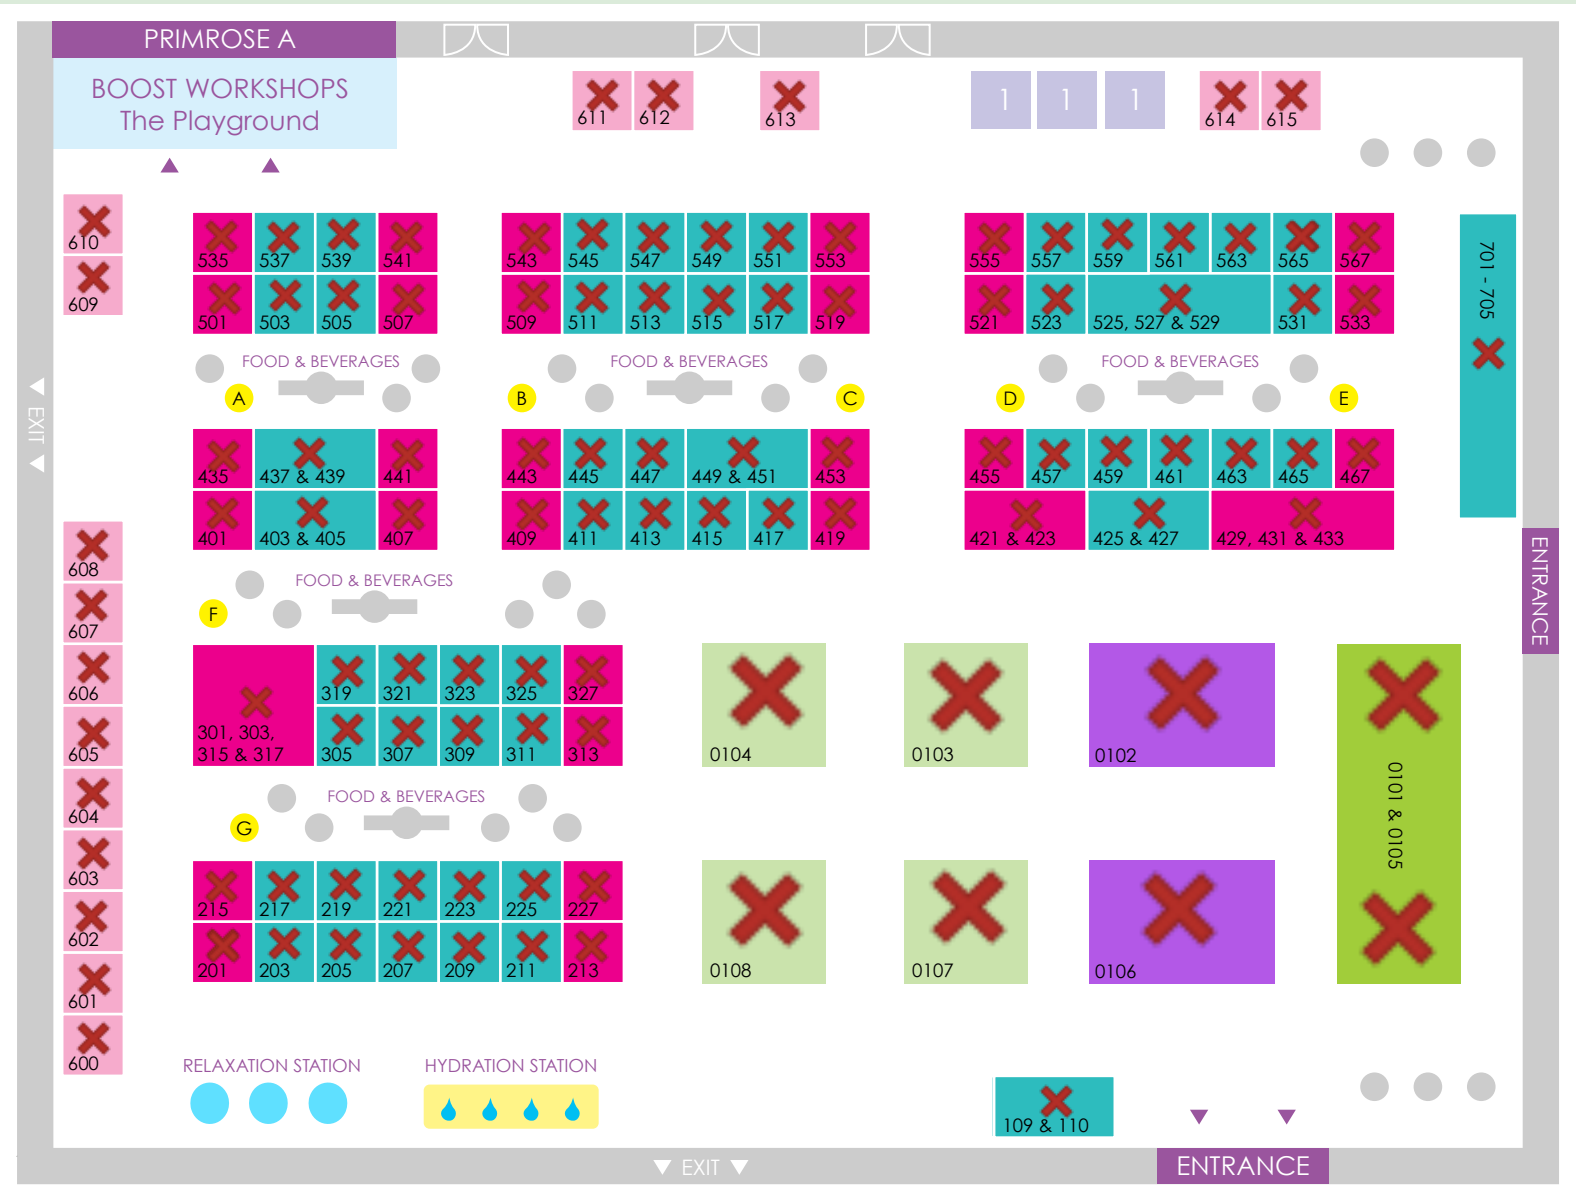 PRIMROSE A
BOOST WORKSHOPS
The Playground
611 612 613 1 1 1 614 615
610
609
535 537 539 541 543 545 547 549 551 553 555 557 559 561 563 565 567
501 503 505 507 509 511 513 515 517 519 521 523 525, 527 & 529 531 533
701 - 705
FOOD & BEVERAGES FOOD & BEVERAGES FOOD & BEVERAGES
A B C D E
EXIT
435 437 & 439 441 443 445 447 449 & 451 453 455 457 459 461 463 465 467
401 403 & 405 407 409 411 413 415 417 419 421 & 423 425 & 427 429, 431 & 433
ENTRANCE
608
607
606
605
604
603
602
601
600
FOOD & BEVERAGES
F
319 321 323 325 327
301, 303,
315 & 317 305 307 309 311 313
0104 0103 0102
0101 & 0105
FOOD & BEVERAGES
G
215 217 219 221 223 225 227
201 203 205 207 209 211 213
0108 0107 0106
RELAXATION STATION HYDRATION STATION
109 & 110
EXIT
ENTRANCE